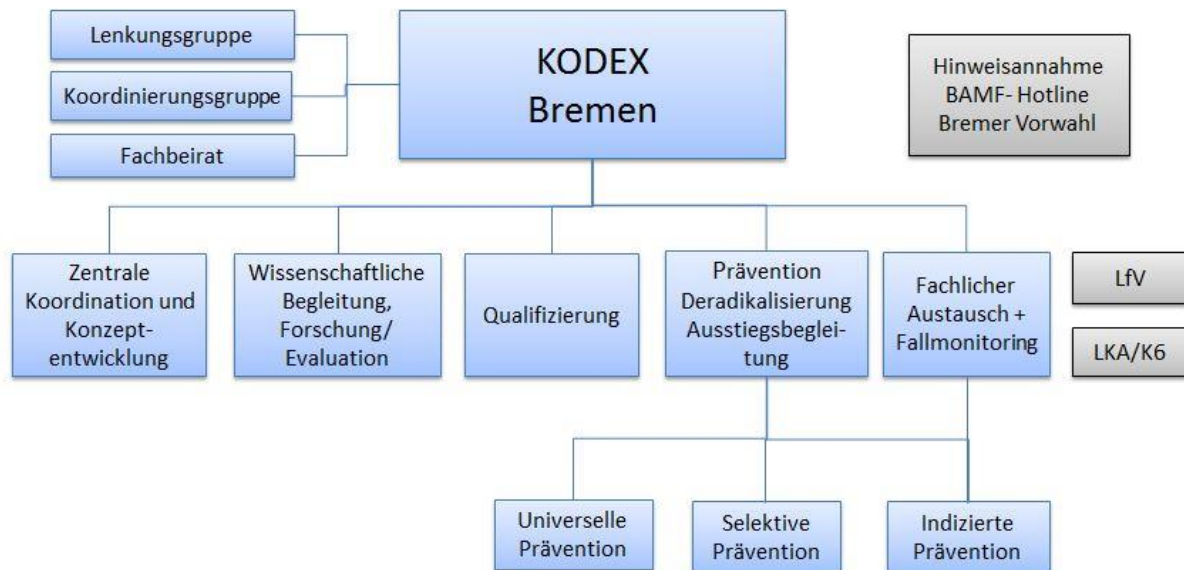 Lenkungsgruppe
Koordinierungsgruppe
Fachbeirat
KODEX
Bremen
Hinweisannahme
BAMF- Hotline
Bremer Vorwahl
Zentrale
Koordination und
Konzept-
entwicklung
Wissenschaftliche
Begleitung,
Forschung/
Evaluation
Qualifizierung
Prävention
Deradikalisierung
Ausstiegsbeglei-
tung
Fachlicher
Austausch +
Fallmonitoring
LfV
LKA/K6
Universelle
Prävention
Selektive
Prävention
Indizierte
Prävention